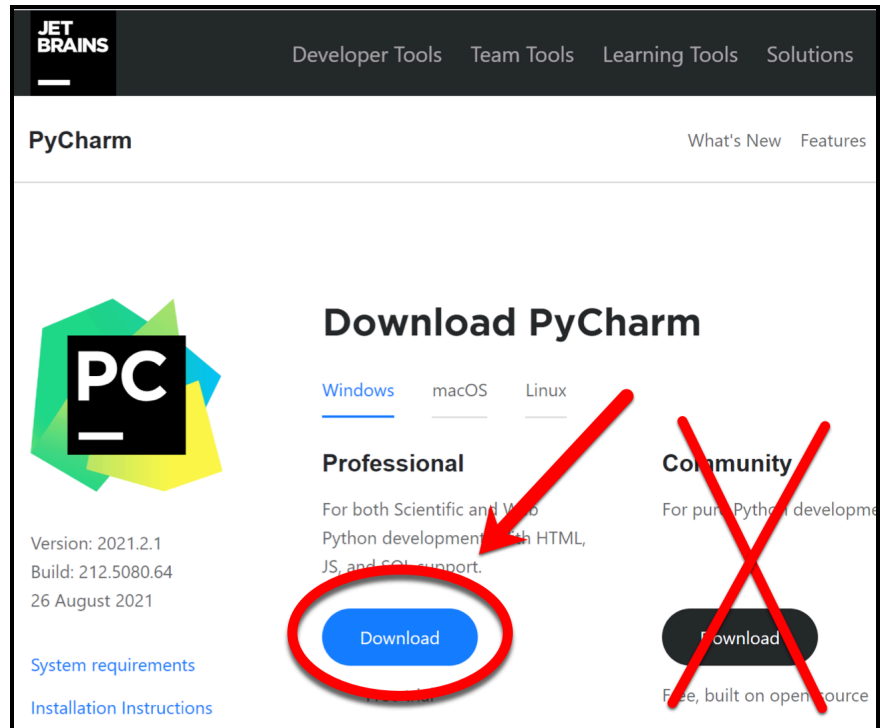 JET
BRAINS
Developer Tools Team Tools Learning Tools Solutions
PyCharm
What's New Features
PC
Download PyCharm
Windows macOS Linux
Professional
For both Scientific and Web
Python development, with HTML,
JS, and SQL support.
Download
Free trial
Community
For pure Python
Download
Free, built on open source
Version: 2021.2.1
Build: 212.5080.64
26 August 2021
System requirements
Installation Instructions